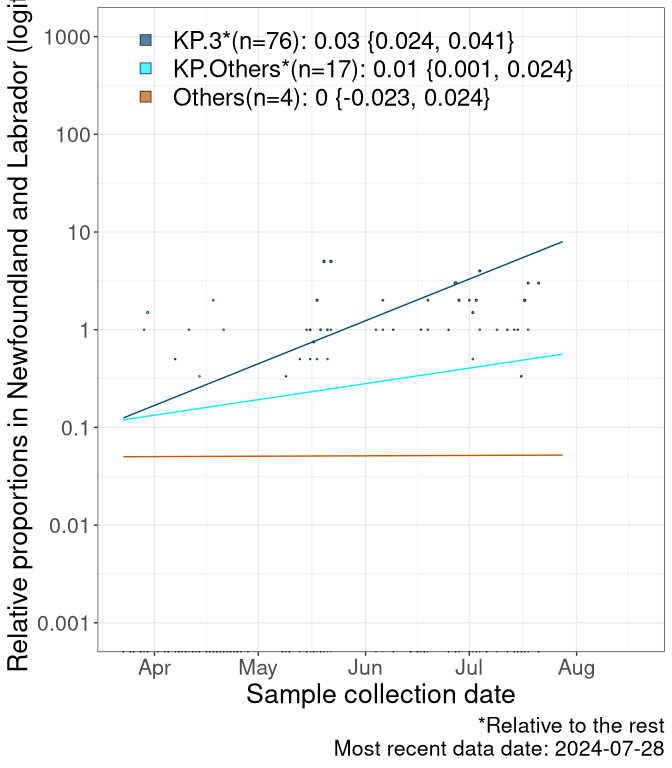 KP.3*(n=76): 0.03 {0.024, 0.041}
KP.Others*(n=17): 0.01 {0.001, 0.024}
Others(n=4): 0 {-0.023, 0.024}
Relative proportions in Newfoundland and Labrador (logit
1000
100
10
1
0.1
0.01
0.001
Apr May Jun Jul Aug
Sample collection date
*Relative to the rest
Most recent data date: 2024-07-28